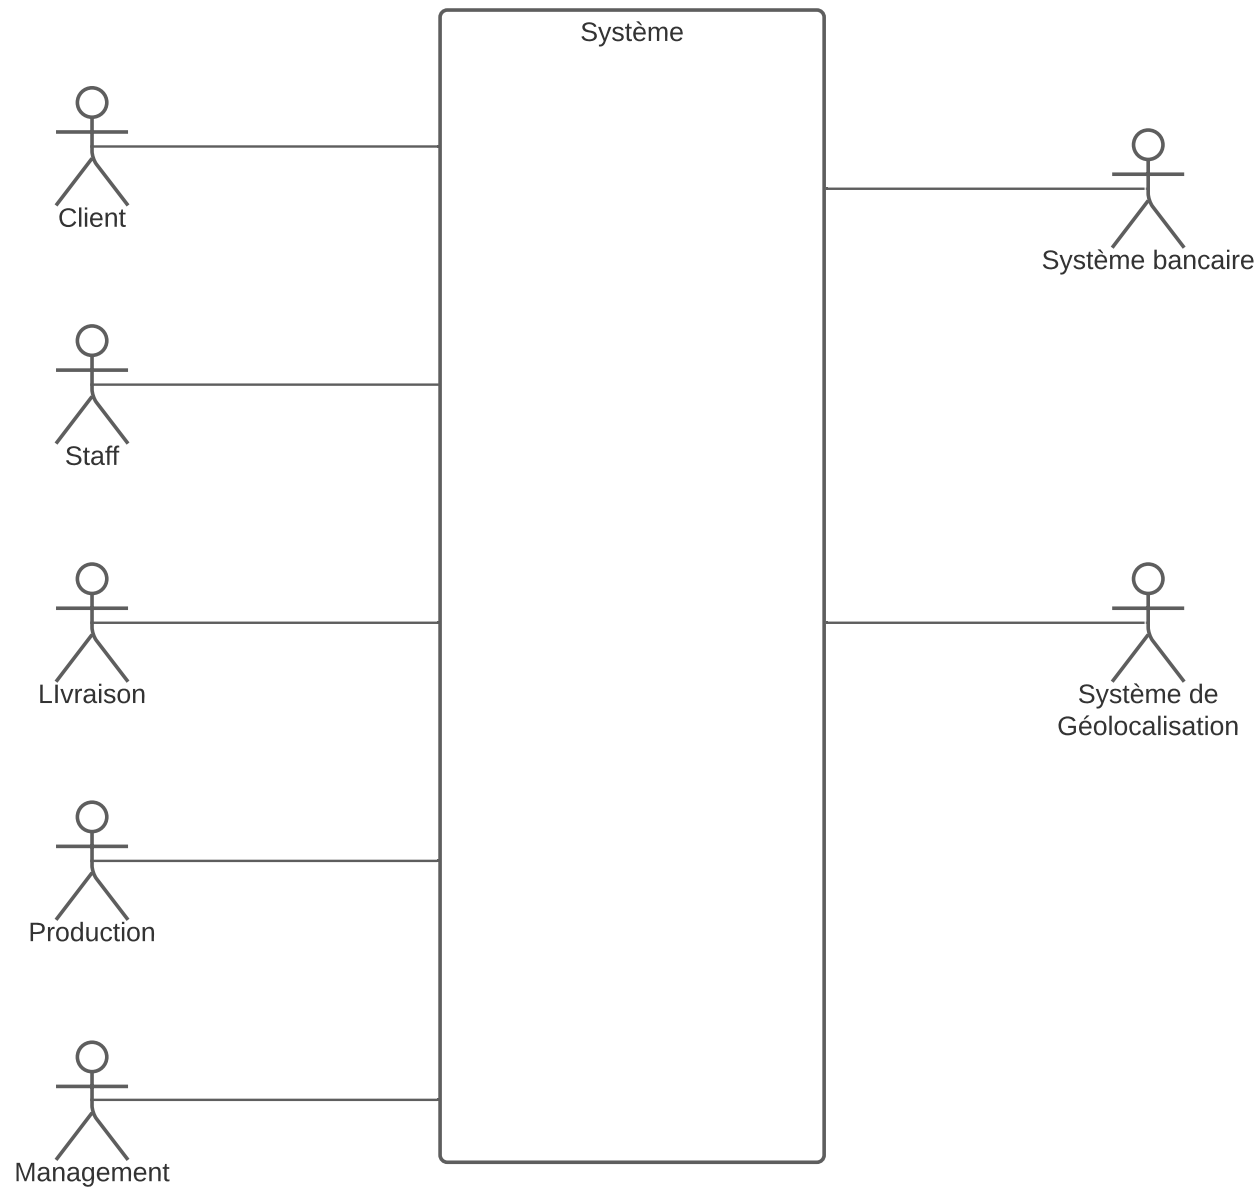 Système
Client
Système bancaire
Staff
LIvraison
Système de
Géolocalisation
Production
Management